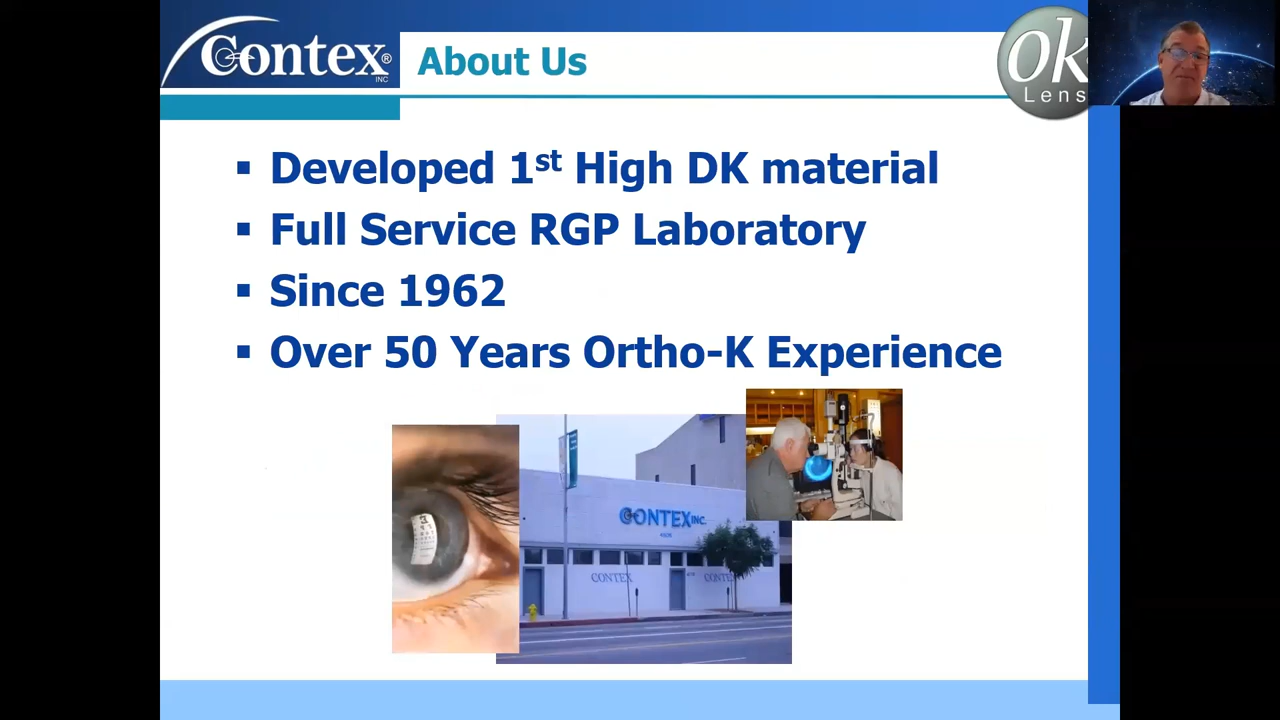 Contex®
INC
About Us
ok
Lens
Developed 1st High DK material
Full Service RGP Laboratory
Since 1962
Over 50 Years Ortho-K Experience
CONTEX INC.
CONTEX
CONTEX